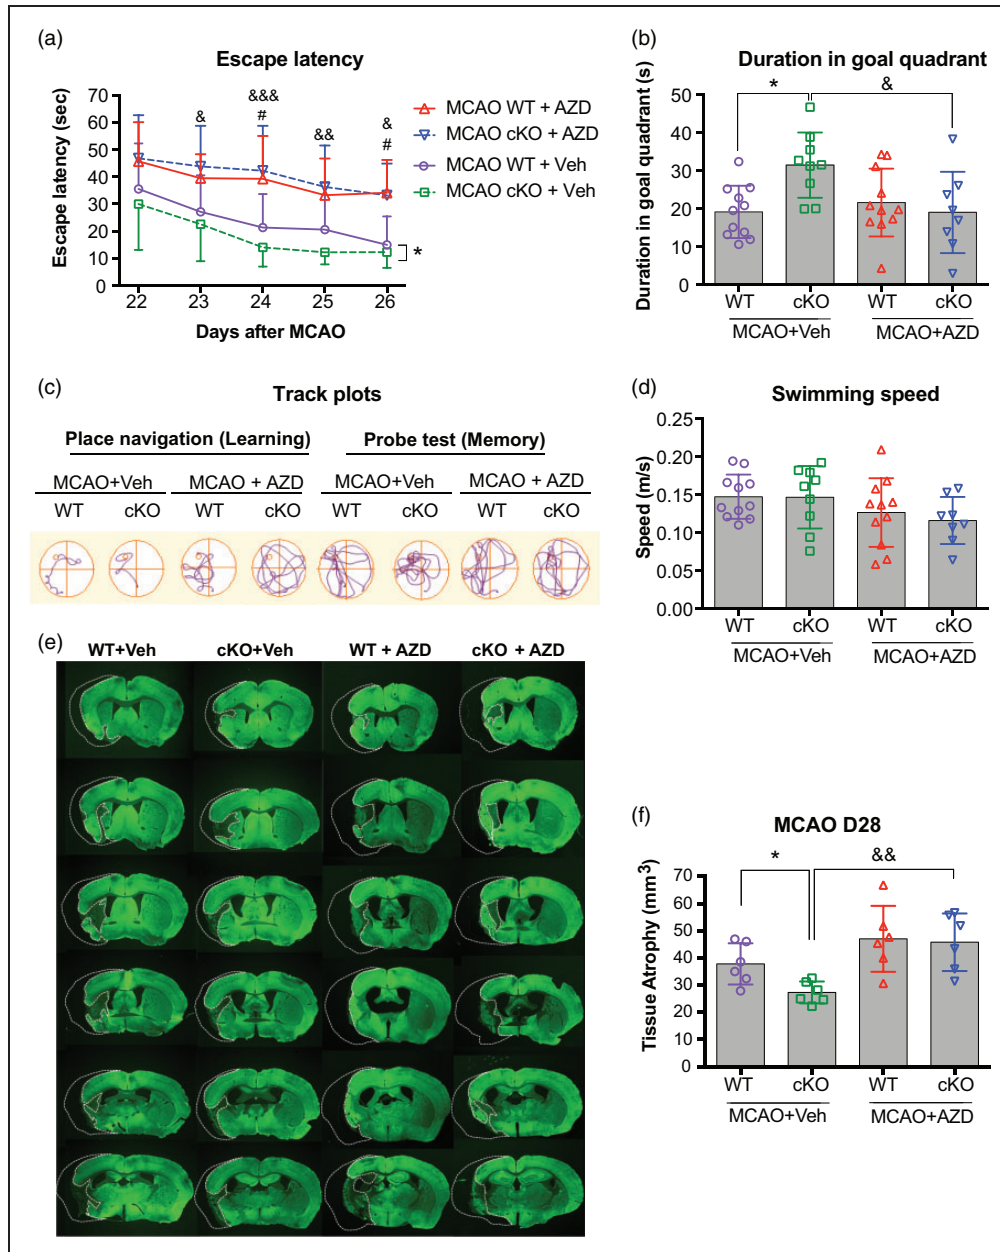 (a)
Escape latency
Escape latency (sec)
70
60
50
40
30
20
10
0
&
&&&
#
&&
&
#
*
22 23 24 25 26
Days after MCAO
MCAO WT + AZD
MCAO cKO + AZD
MCAO WT + Veh
MCAO cKO + Veh
(b)
Duration in goal quadrant
Duration in goal quadrant (s)
50
40
30
20
10
0
* &
WT cKO WT cKO
MCAO+Veh MCAO+AZD
(c)
Track plots
Place navigation (Learning) Probe test (Memory)
MCAO+Veh MCAO + AZD MCAO+Veh MCAO + AZD
WT cKO WT cKO WT cKO WT cKO
(d)
Swimming speed
Speed (m/s)
0.25
0.20
0.15
0.10
0.05
0.00
WT cKO WT cKO
MCAO+Veh MCAO+AZD
(e)
WT+Veh cKO+Veh WT + AZD cKO + AZD
(f)
MCAO D28
Tissue Atrophy (mm³)
70
60
50
40
30
20
10
0
* &&
WT cKO WT cKO
MCAO+Veh MCAO+AZD